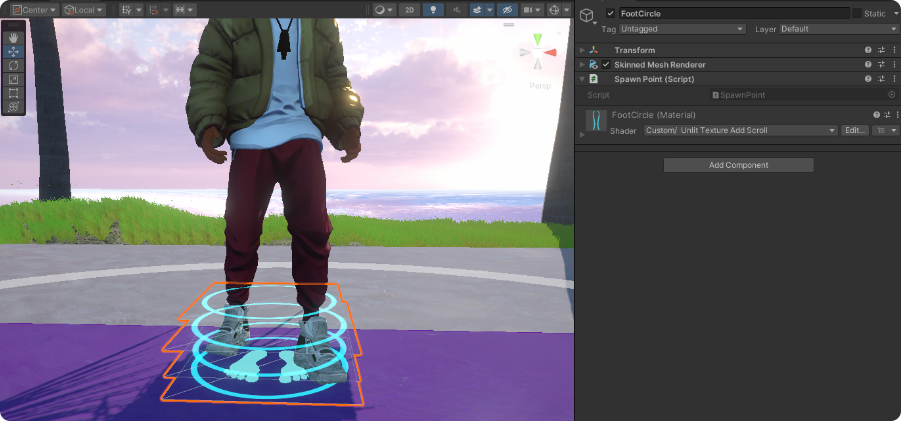 Center
Local
2D
Persp
FootCircle
Static
Tag Untagged
Layer Default
Transform
Skinned Mesh Renderer
Spawn Point (Script)
Script
SpawnPoint
FootCircle (Material)
Shader Custom/ Unlit Texture Add Scroll
Edit...
Add Component